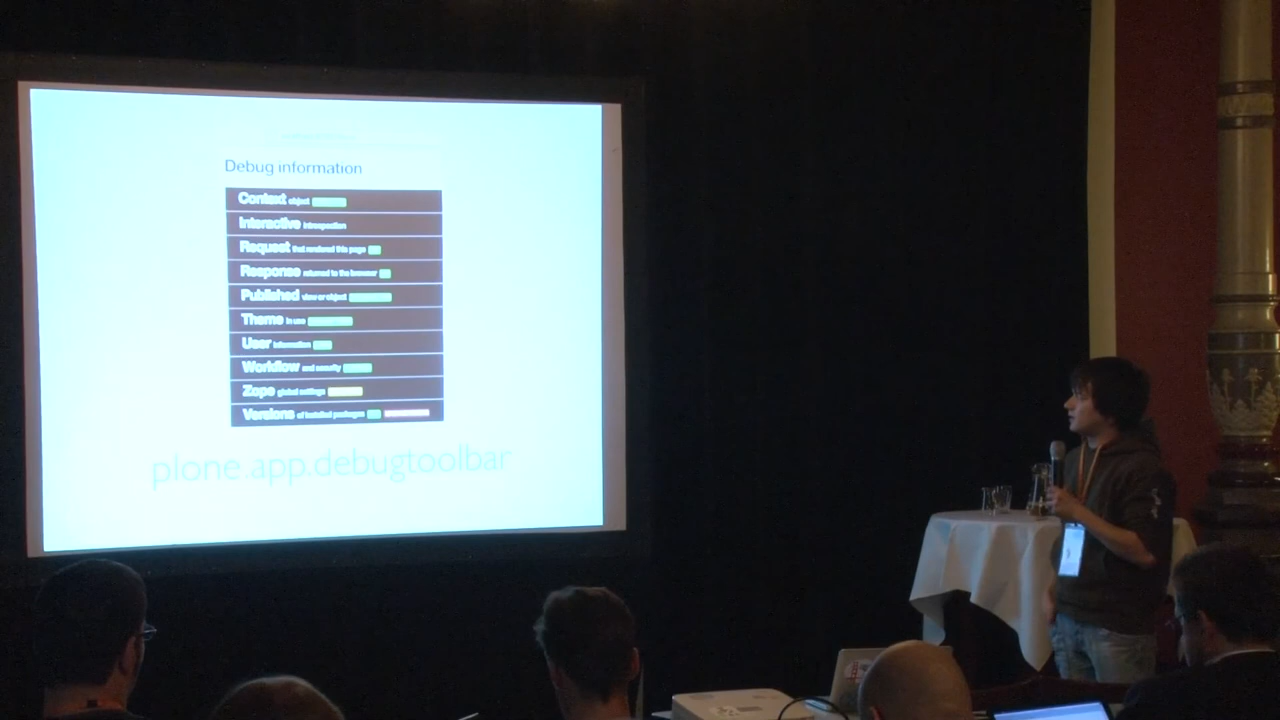 Debug information
Context object
Interactive introspection
Request that rendered this page
Response returned to the browser
Published view or object
Theme in use
User information
Workflow and security
Zope global settings
Versions of installed packages
plone.app.debugtoolbar